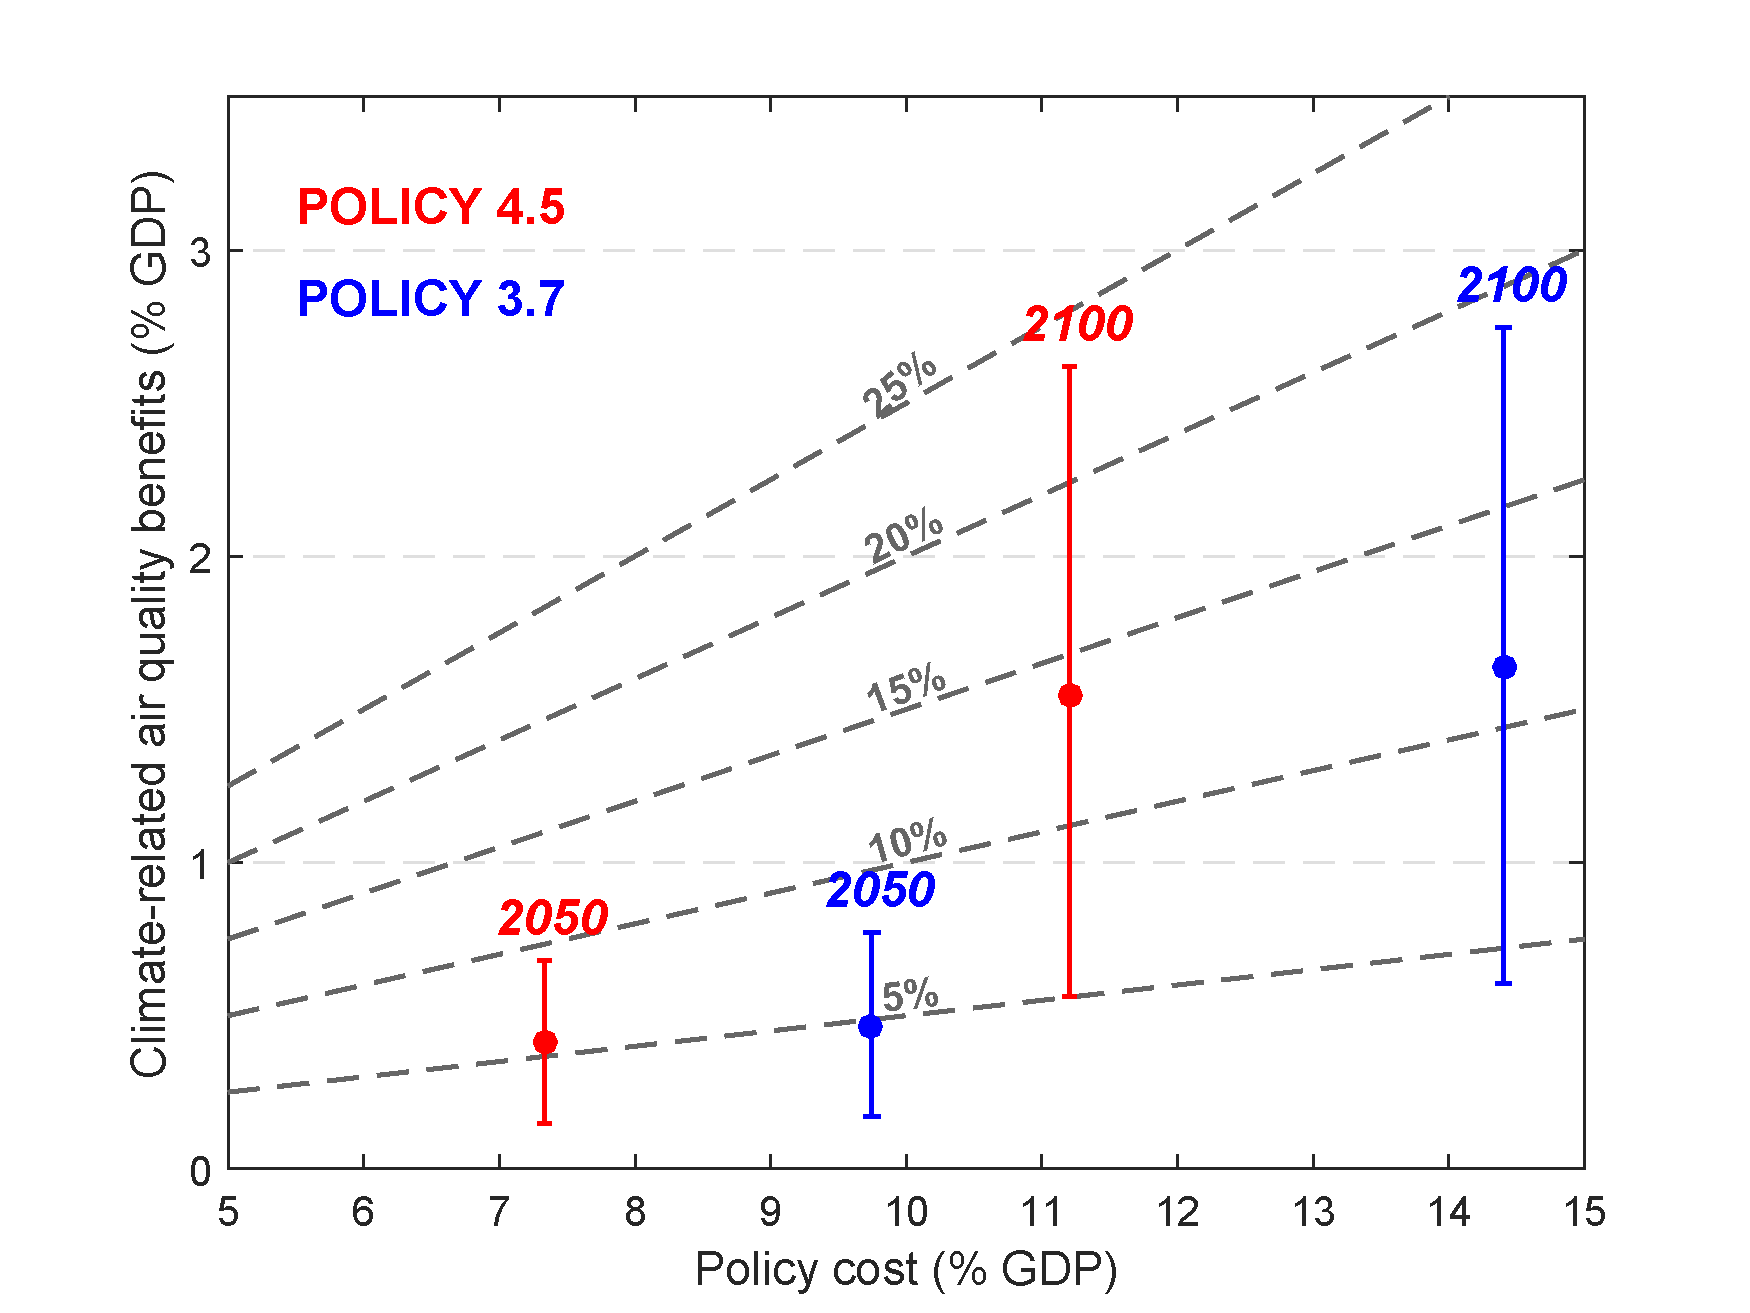 POLICY 4.5
POLICY 3.7
2100
2100
25%
20%
15%
10%
5%
2050
2050
Climate-related air quality benefits (% GDP)
3
2
1
0
5 6 7 8 9 10 11 12 13 14 15
Policy cost (% GDP)